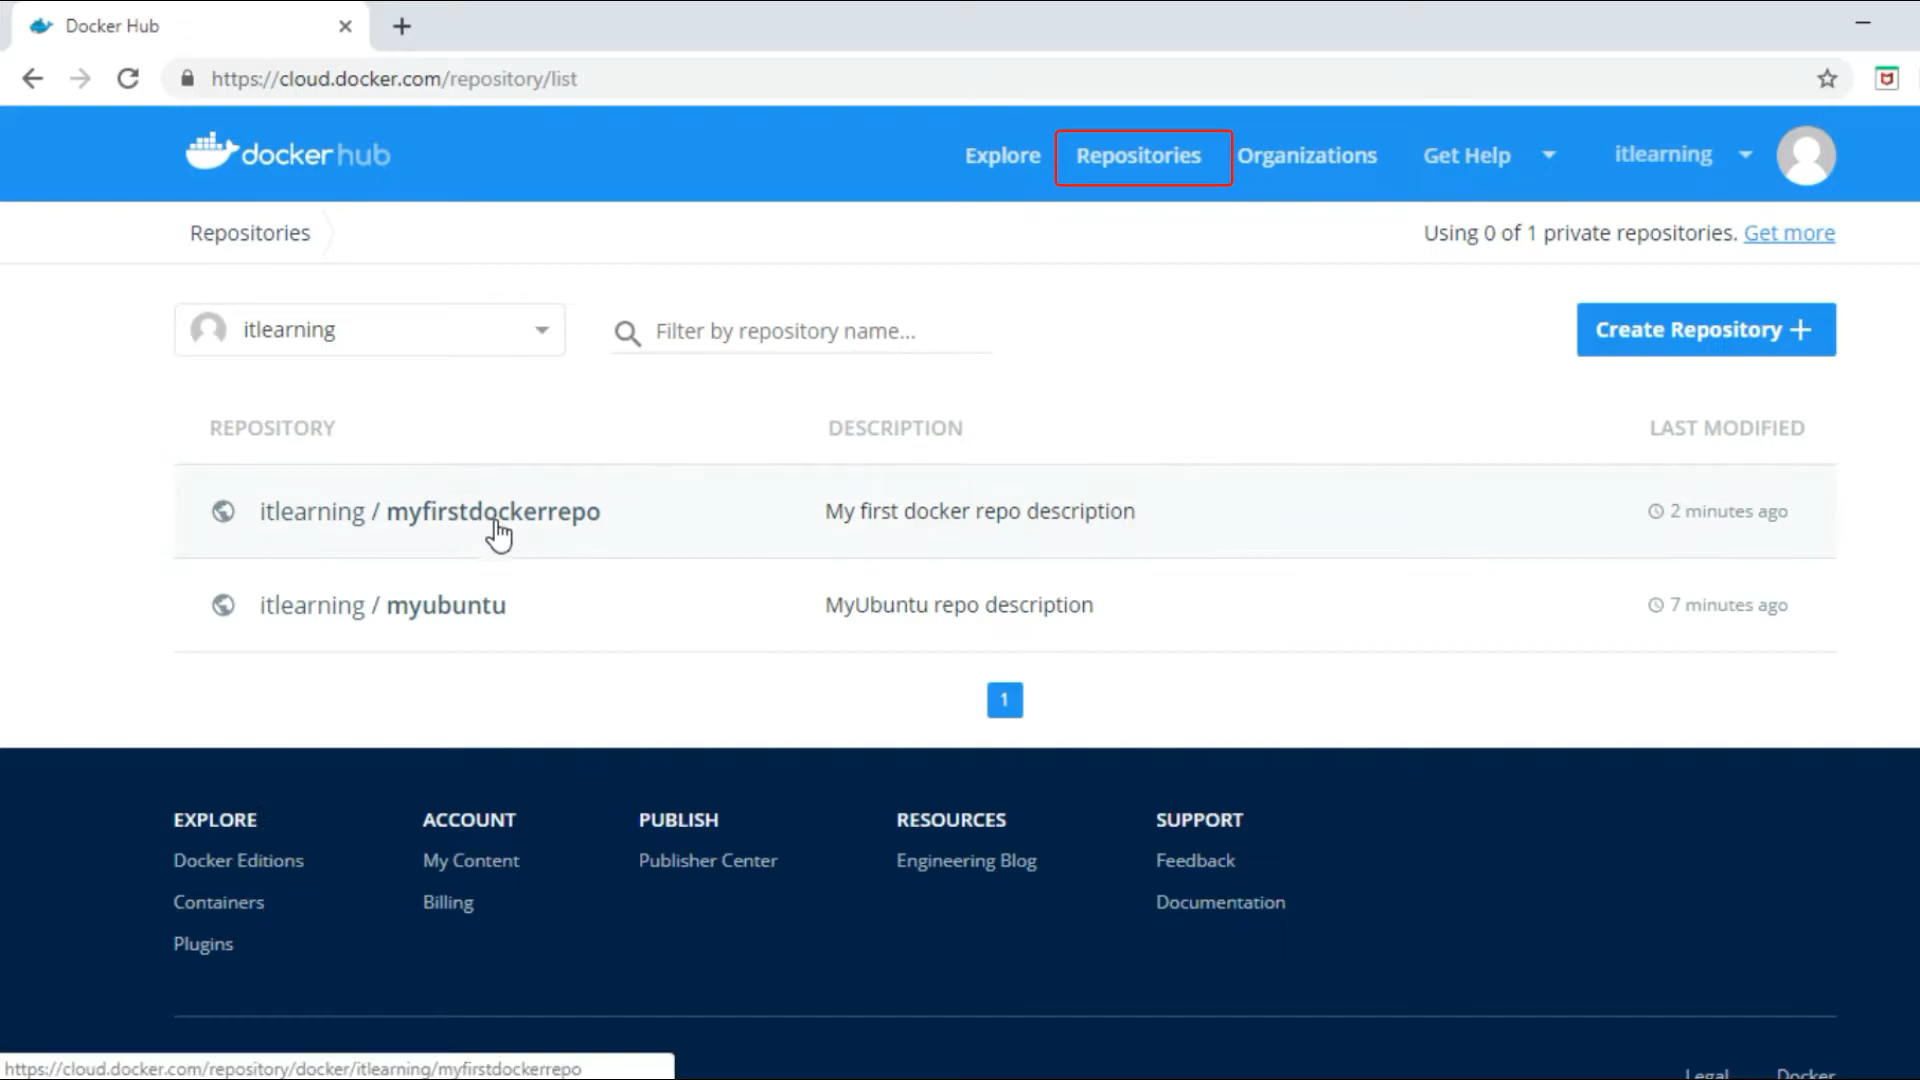 Docker Hub
https://cloud.docker.com/repository/list
docker hub
Explore Repositories Organizations Get Help itlearning
Repositories
Using 0 of 1 private repositories. Get more
itlearning
Filter by repository name...
Create Repository +
REPOSITORY DESCRIPTION LAST MODIFIED
itlearning / myfirstdockerrepo My first docker repo description 2 minutes ago
itlearning / myubuntu MyUbuntu repo description 7 minutes ago
1
EXPLORE ACCOUNT PUBLISH RESOURCES SUPPORT
Docker Editions My Content Publisher Center Engineering Blog Feedback
Containers Billing Documentation
Plugins
https://cloud.docker.com/repository/docker/itlearning/myfirstdockerrepo
Legal Docker